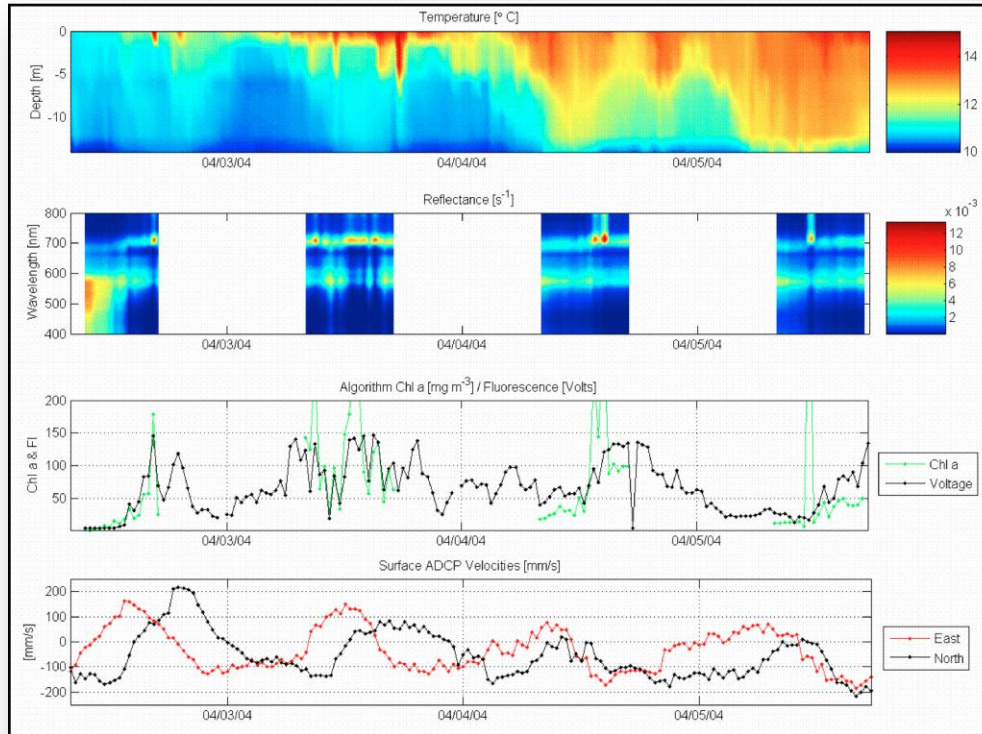 Temperature [° C]
0
-5
-10
Depth [m]
14
12
10
04/03/04 04/04/04 04/05/04
Reflectance [s⁻¹]
800
700
600
500
400
Wavelength [nm]
x 10⁻³
12
10
8
6
4
2
04/03/04 04/04/04 04/05/04
Algorithm Chl a [mg m⁻³] / Fluorescence [Volts]
200
150
100
50
Chl a & Fl
Chl a
Voltage
04/03/04 04/04/04 04/05/04
Surface ADCP Velocities [mm/s]
200
100
0
-100
-200
[mm/s]
East
North
04/03/04 04/04/04 04/05/04